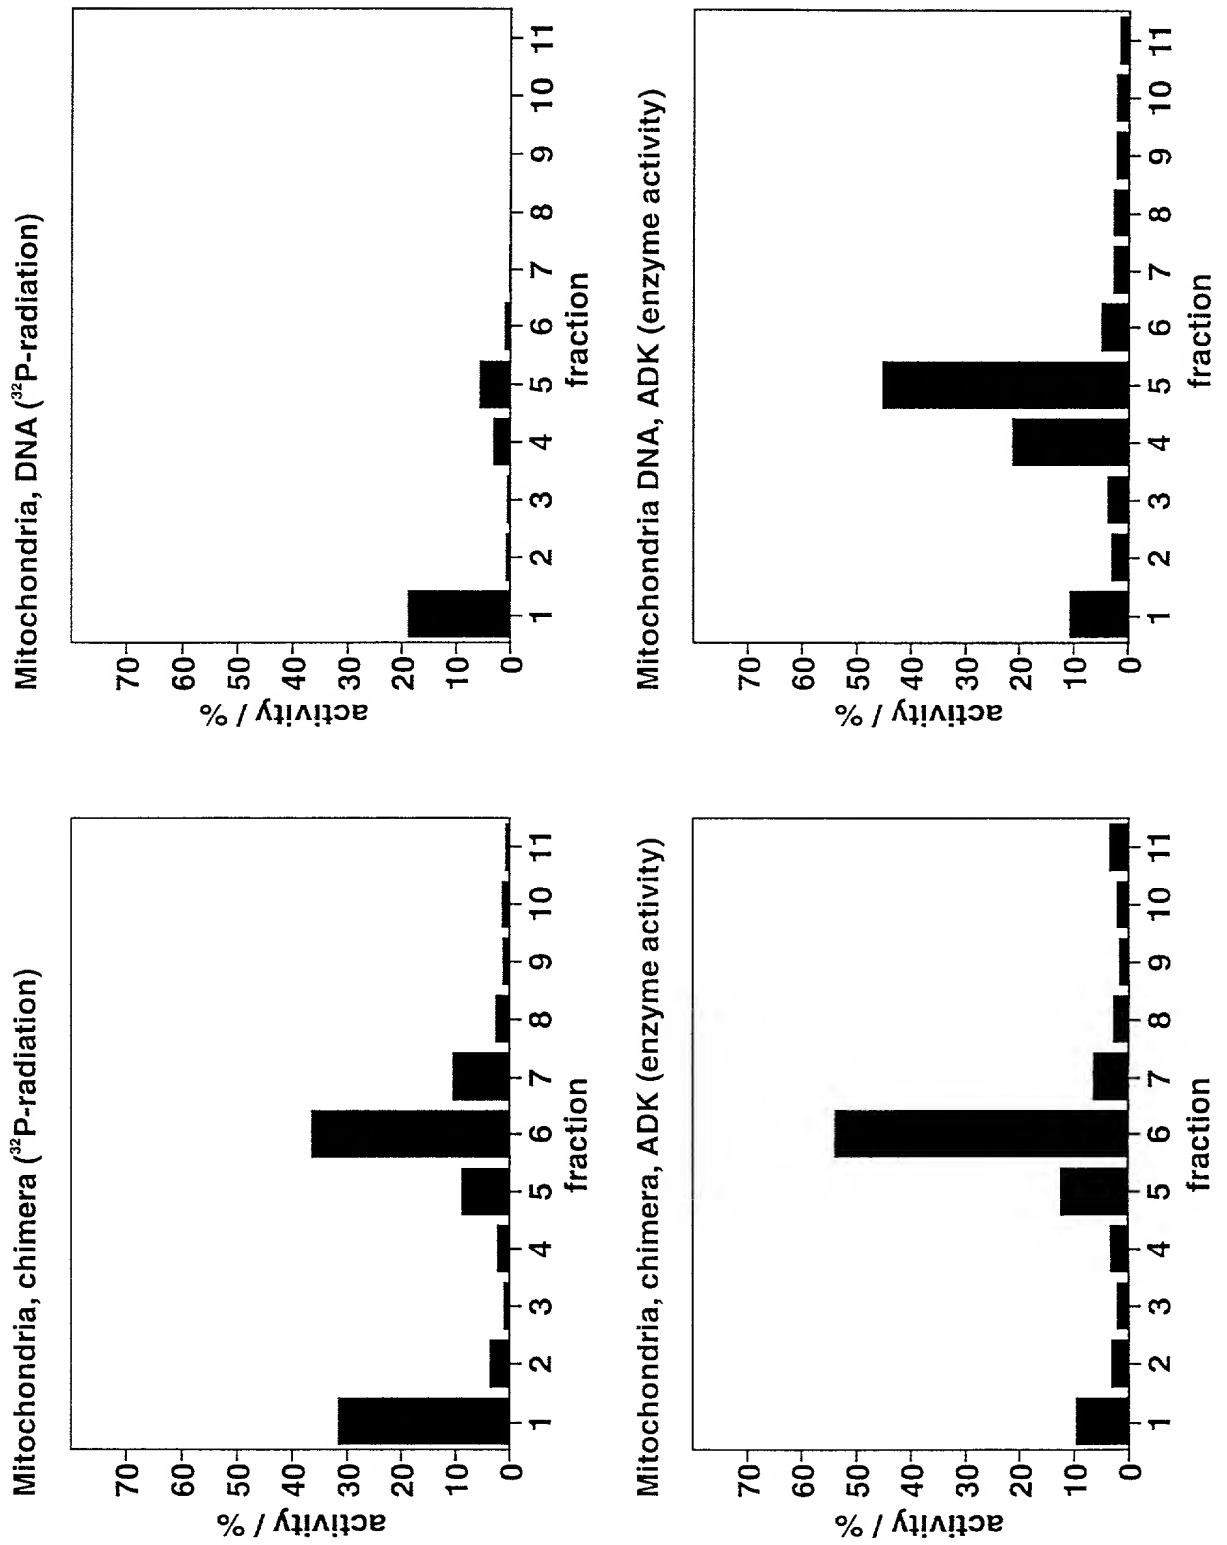 Mitochondria, chimera (³²P-radiation)
activity / %
70
60
50
40
30
20
10
0
1 2 3 4 5 6 7 8 9 10 11
fraction
Mitochondria, DNA (³²P-radiation)
activity / %
70
60
50
40
30
20
10
0
1 2 3 4 5 6 7 8 9 10 11
fraction
Mitochondria, chimera, ADK (enzyme activity)
activity / %
70
60
50
40
30
20
10
0
1 2 3 4 5 6 7 8 9 10 11
fraction
Mitochondria DNA, ADK (enzyme activity)
activity / %
70
60
50
40
30
20
10
0
1 2 3 4 5 6 7 8 9 10 11
fraction